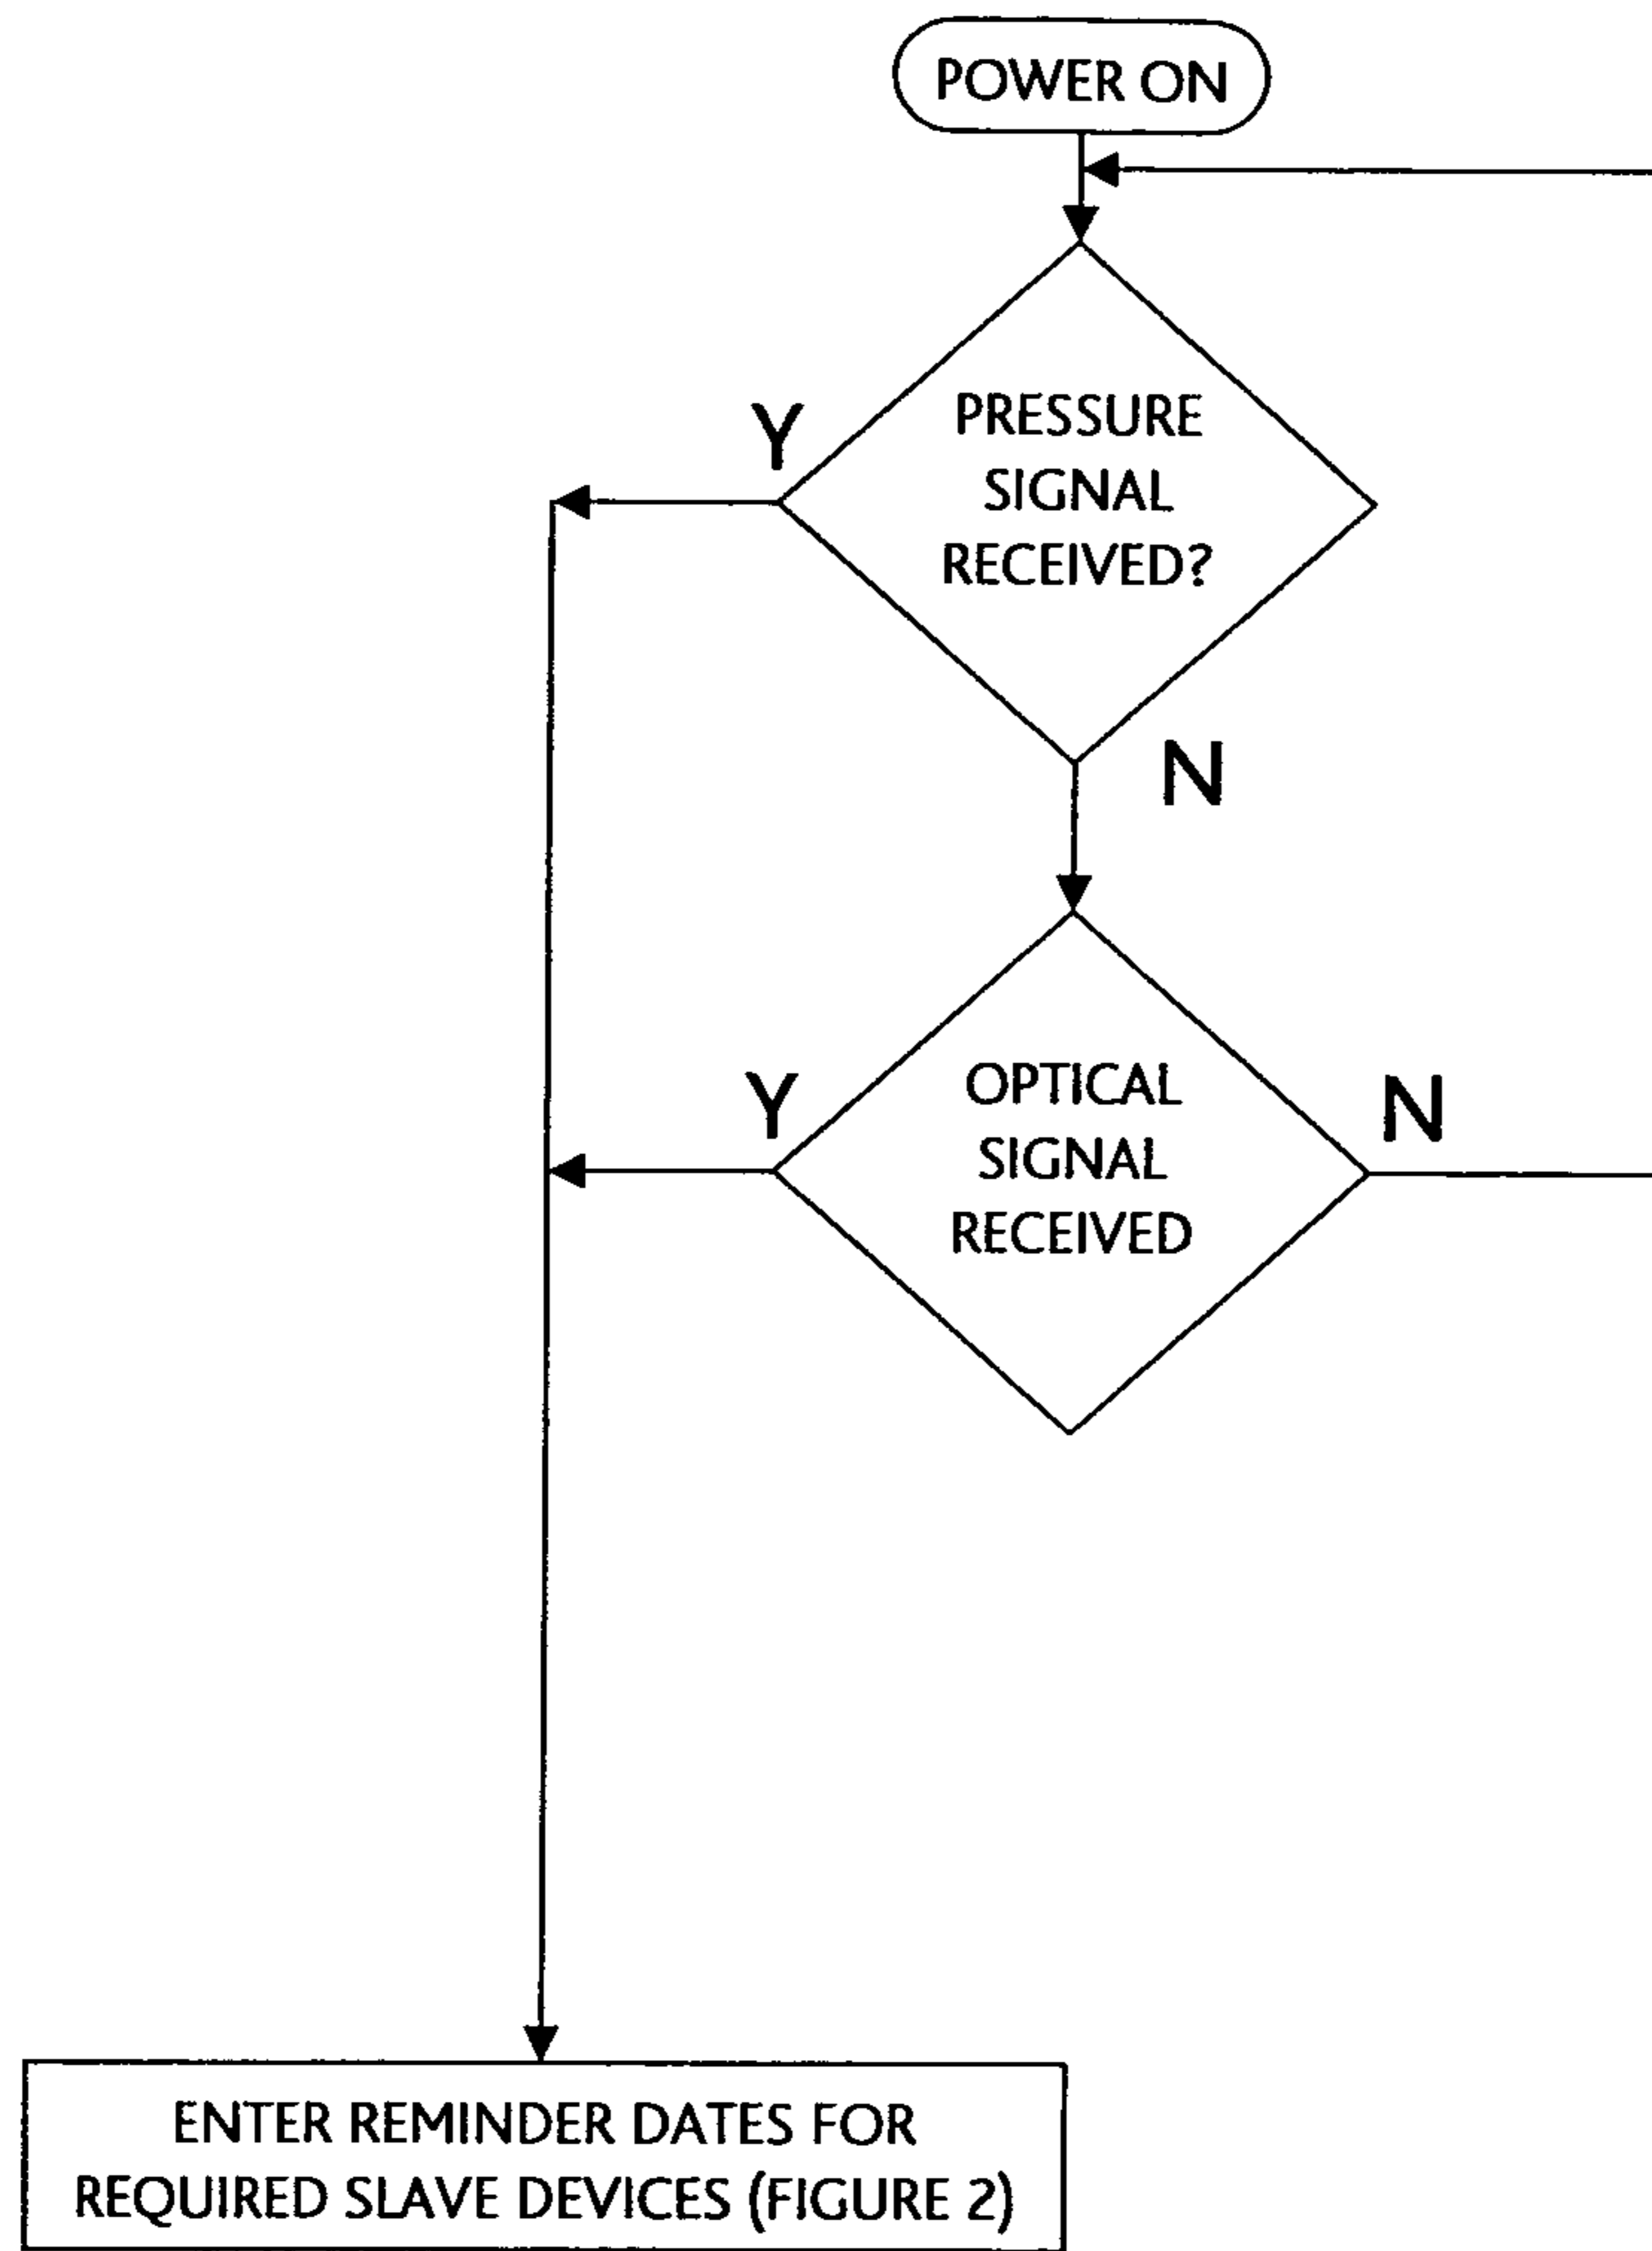 POWER ON
PRESSURE
SIGNAL
RECEIVED?
Y
N
OPTICAL
SIGNAL
RECEIVED
Y
N
ENTER REMINDER DATES FOR
REQUIRED SLAVE DEVICES (FIGURE 2)